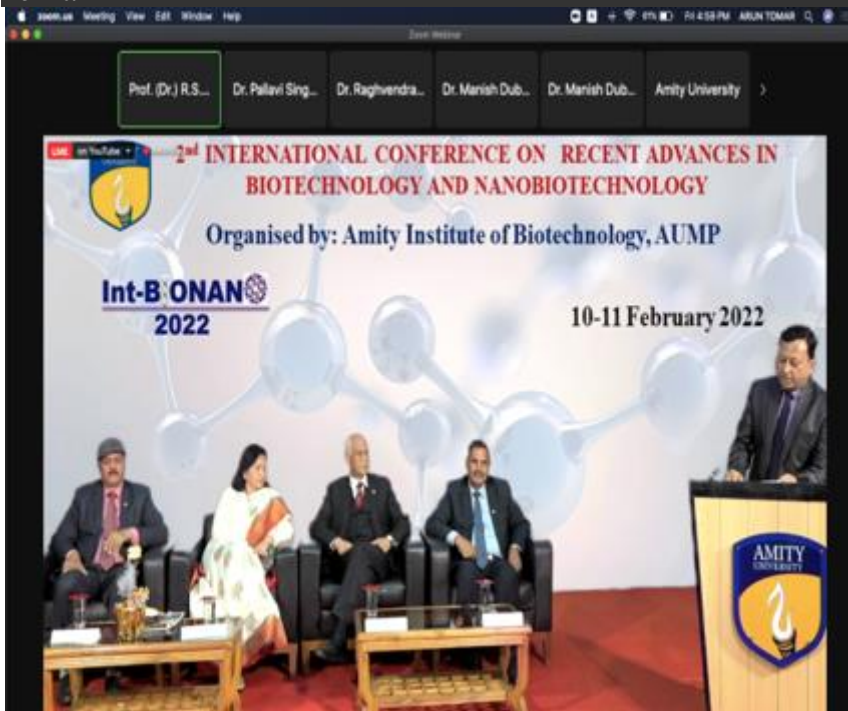 zoom.us Meeting View Edit Window Help
61% Fri 4:59 PM ARUN TOMAR
Zoom Webinar
Prof. (Dr.) R.S... Dr. Pallavi Sing... Dr. Raghvendra... Dr. Manish Dub... Dr. Manish Dub... Amity University
LIVE on YouTube
2nd INTERNATIONAL CONFERENCE ON RECENT ADVANCES IN
BIOTECHNOLOGY AND NANOBIOTECHNOLOGY
Organised by: Amity Institute of Biotechnology, AUMP
Int-BIONANO
2022
10-11 February 2022
AMITY
UNIVERSITY